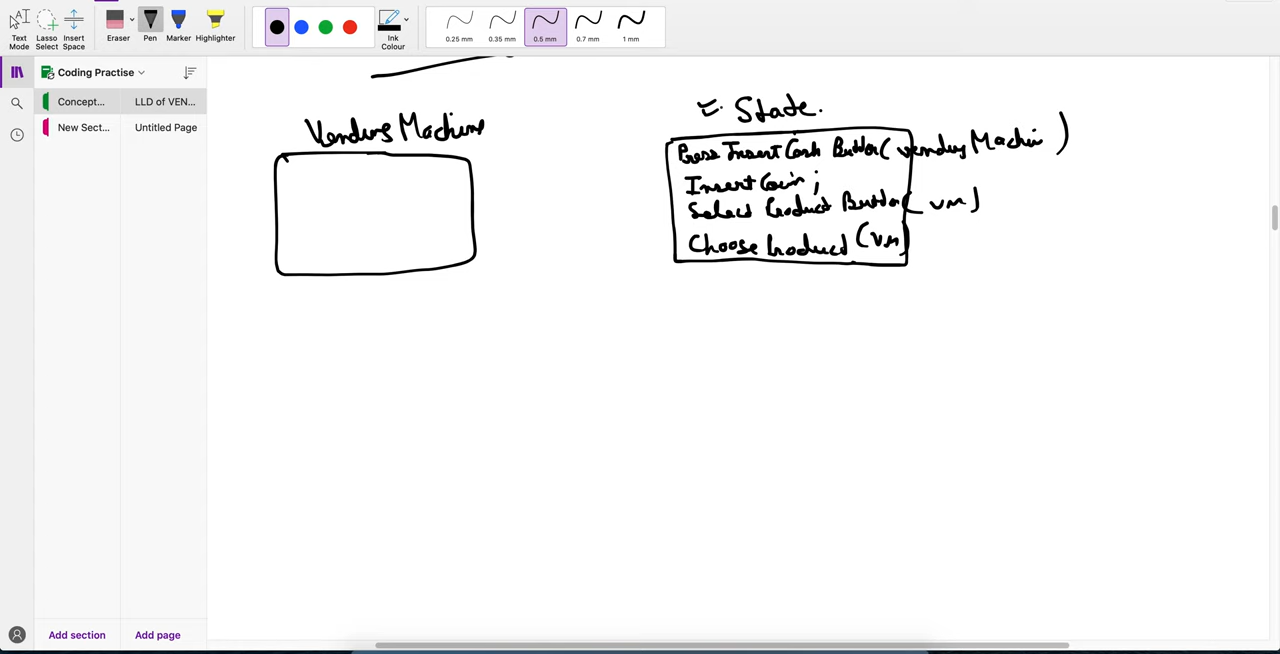 Text Mode
Lasso Select
Insert Space
Eraser
Pen
Marker
Highlighter
Ink Colour
0.25 mm
0.35 mm
0.5 mm
0.7 mm
1 mm
Coding Practise
Concept...
LLD of VEN...
New Sect...
Untitled Page
Vending Machine
State.
Press Insert Cash Button (vending Machin )
Insert Coin ;
Select Product Button ( vm )
Choose Product (vm)
Add section
Add page